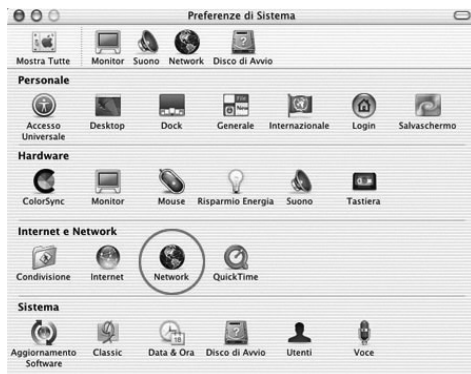 Preferenze di Sistema
Mostra Tutte Monitor Suono Network Disco di Avvio
Personale
Accesso Universale Desktop Dock Generale Internazionale Login Salvaschermo
Hardware
ColorSync Monitor Mouse Risparmio Energia Suono Tastiera
Internet e Network
Condivisione Internet Network QuickTime
Sistema
Aggiornamento Software Classic Data & Ora Disco di Avvio Utenti Voce